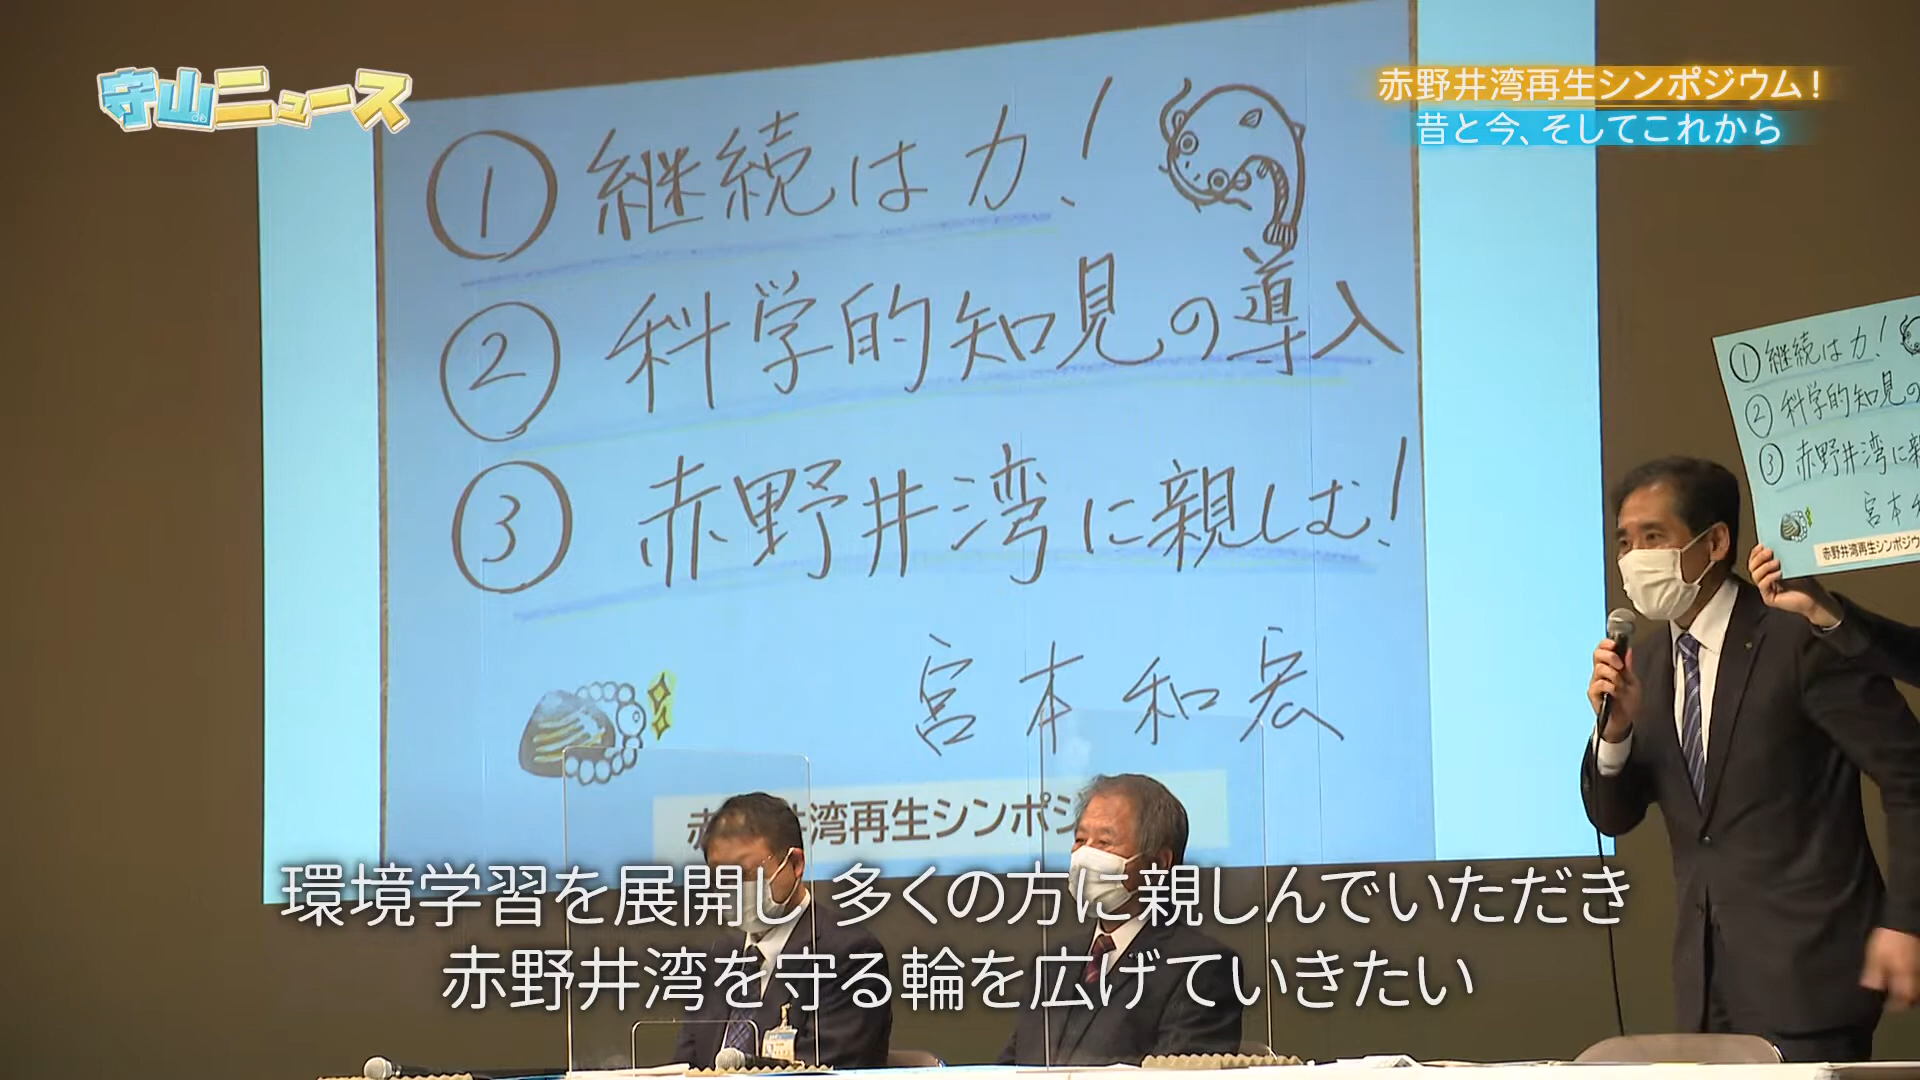 守山ニュース
赤野井湾再生シンポジウム！
昔と今、そしてこれから
① 継続は力！
② 科学的知見の導入
③ 赤野井湾に親しむ！
宮本和宏
井湾再生シンポジ
① 継続は力！
② 科学的知見の
③ 赤野井湾に親
宮本
赤野井湾再生シンポジウ
環境学習を展開し 多くの方に親しんでいただき
赤野井湾を守る輪を広げていきたい